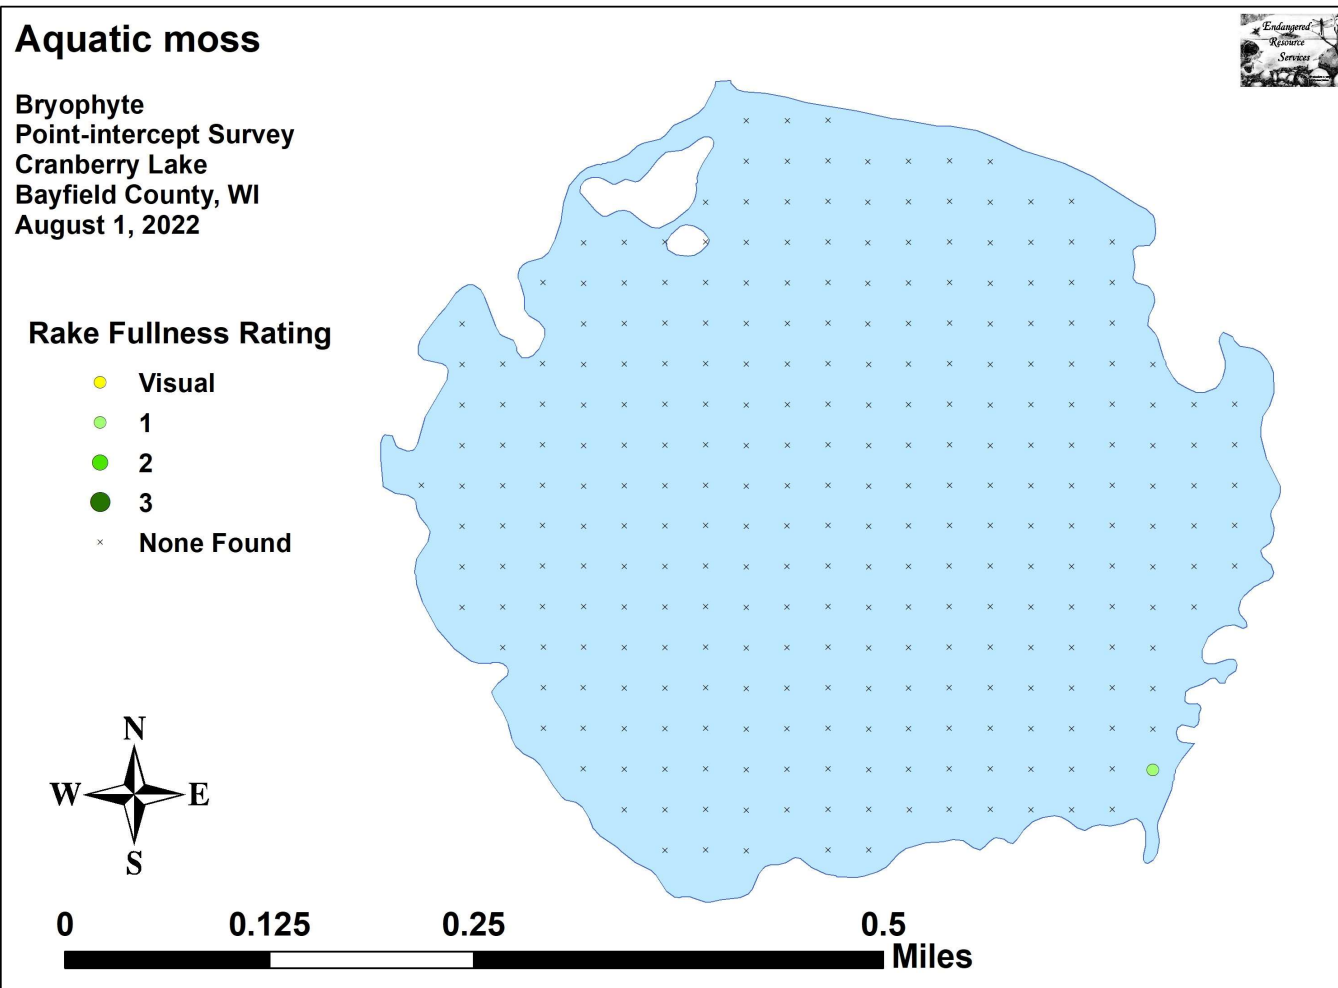 Aquatic moss
Bryophyte
Point-intercept Survey
Cranberry Lake
Bayfield County, WI
August 1, 2022
Endangered
Resource
Services
Rake Fullness Rating
Visual
1
2
3
None Found
N
W E
S
0 0.125 0.25 0.5
Miles